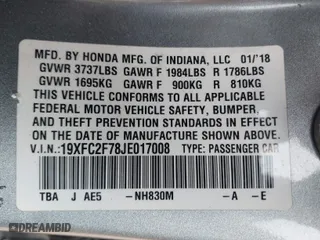 MFD. BY HONDA MFG. OF INDIANA, LLC 01/'18
GVWR 3737LBS GAWR F 1984LBS R 1786LBS
GVWR 1695KG GAWR F 900KG R 810KG
THIS VEHICLE CONFORMS TO ALL APPLICABLE
FEDERAL MOTOR VEHICLE SAFETY, BUMPER,
AND THEFT PREVENTION STANDARDS IN EFFECT
ON THE DATE OF MANUFACTURE SHOWN ABOVE.
V.I.N.:19XFC2F78JE017008 TYPE: PASSENGER CAR
TBA J AE5 -NH830M -A -E
DREAMBID